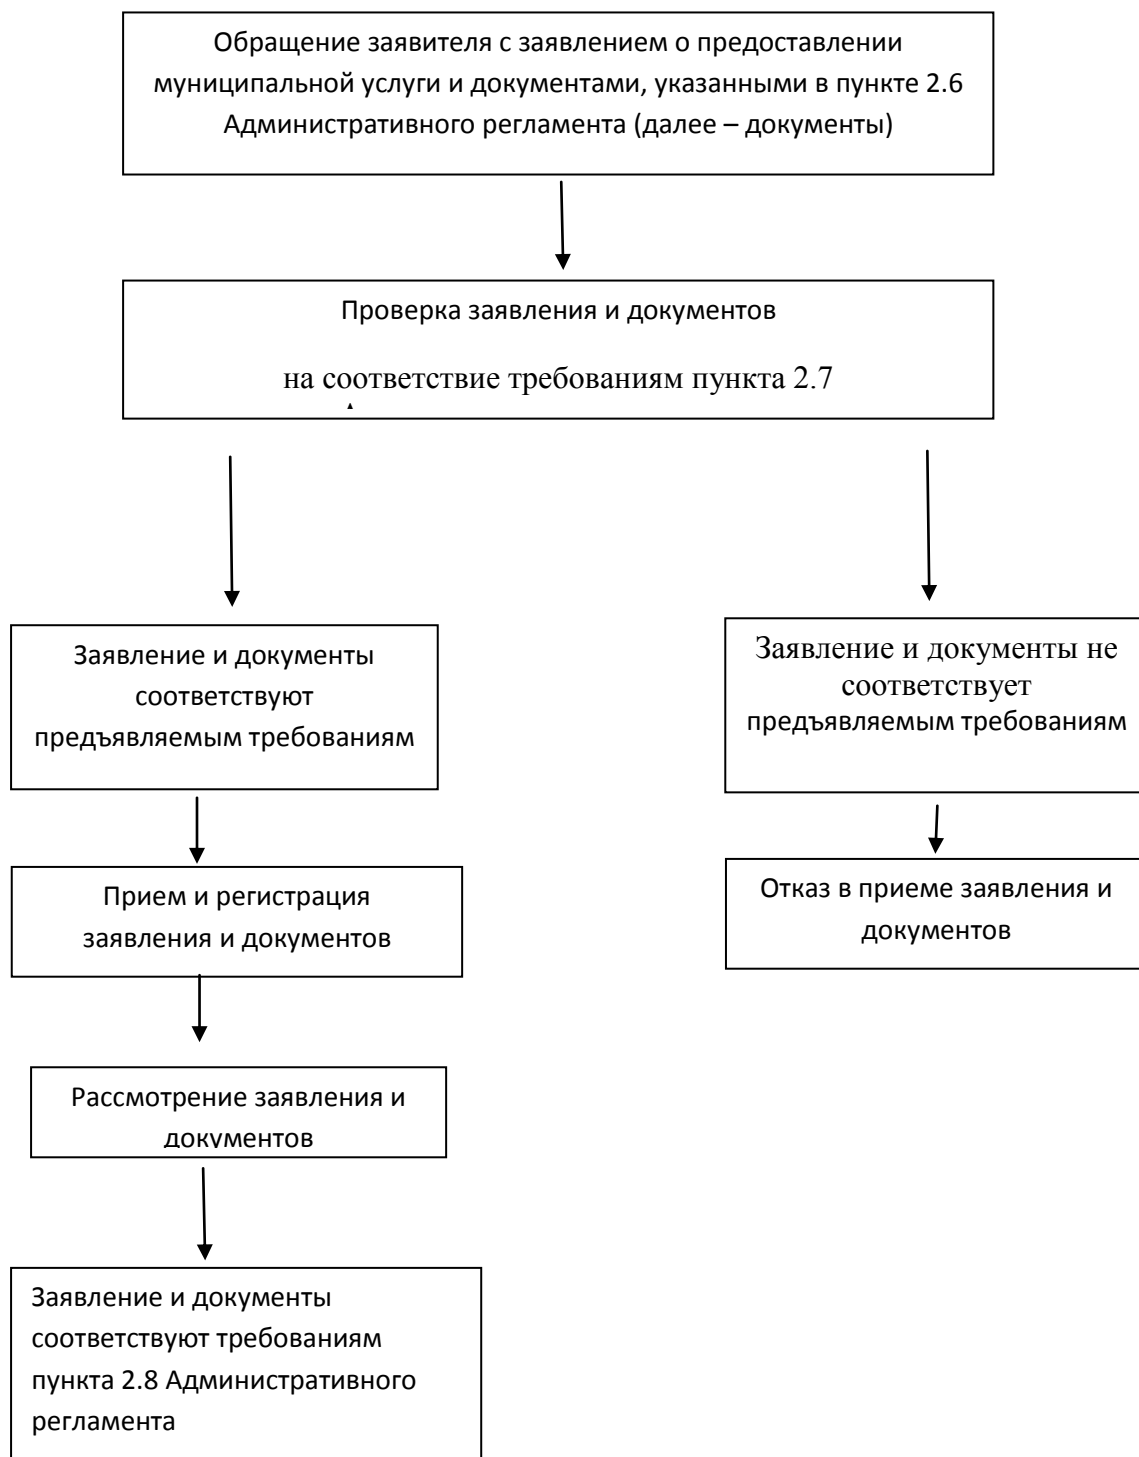 Обращение заявителя с заявлением о предоставлении
муниципальной услуги и документами, указанными в пункте 2.6
Административного регламента (далее – документы)
Проверка заявления и документов
на соответствие требованиям пункта 2.7
Заявление и документы
соответствуют
предъявляемым требованиям
Заявление и документы не
соответствует
предъявляемым требованиям
Прием и регистрация
заявления и документов
Отказ в приеме заявления и
документов
Рассмотрение заявления и
документов
Заявление и документы
соответствуют требованиям
пункта 2.8 Административного
регламента